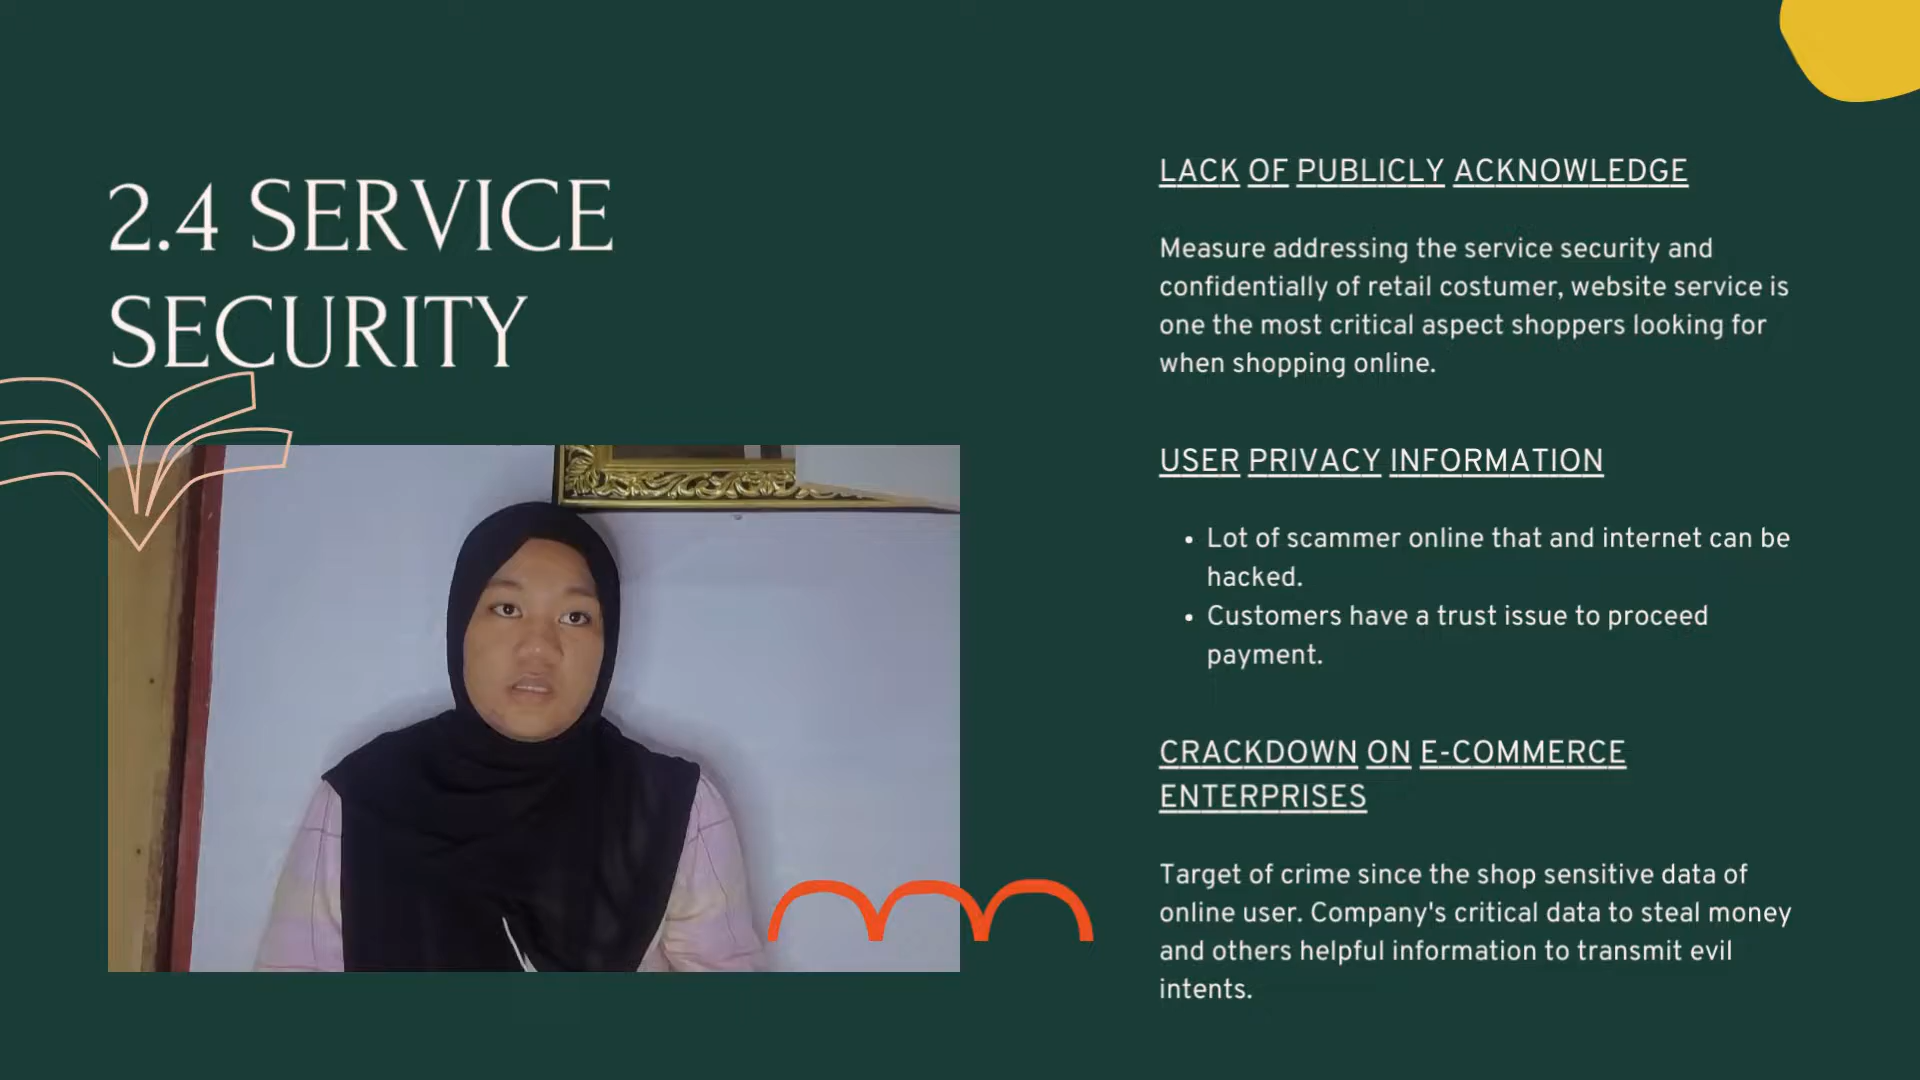 2.4 SERVICE
SECURITY
LACK OF PUBLICLY ACKNOWLEDGE
Measure addressing the service security and
confidentially of retail costumer, website service is
one the most critical aspect shoppers looking for
when shopping online.
USER PRIVACY INFORMATION
• Lot of scammer online that and internet can be
hacked.
• Customers have a trust issue to proceed
payment.
CRACKDOWN ON E-COMMERCE
ENTERPRISES
Target of crime since the shop sensitive data of
online user. Company's critical data to steal money
and others helpful information to transmit evil
intents.